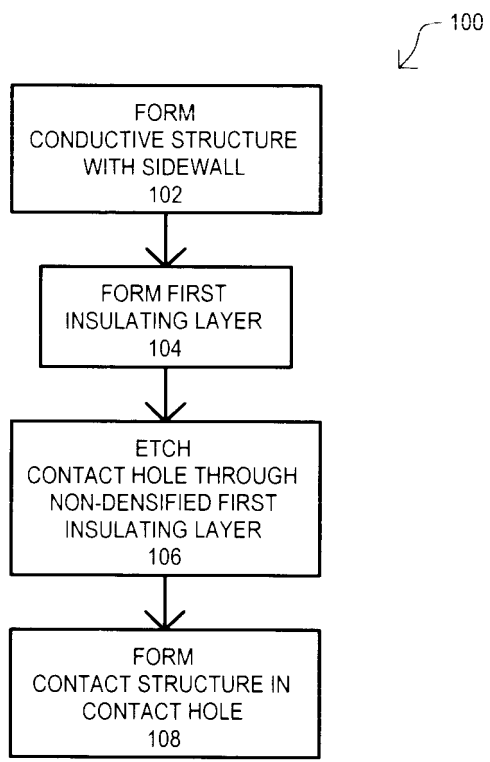 100
FORM
CONDUCTIVE STRUCTURE
WITH SIDEWALL
102
FORM FIRST
INSULATING LAYER
104
ETCH
CONTACT HOLE THROUGH
NON-DENSIFIED FIRST
INSULATING LAYER
106
FORM
CONTACT STRUCTURE IN
CONTACT HOLE
108